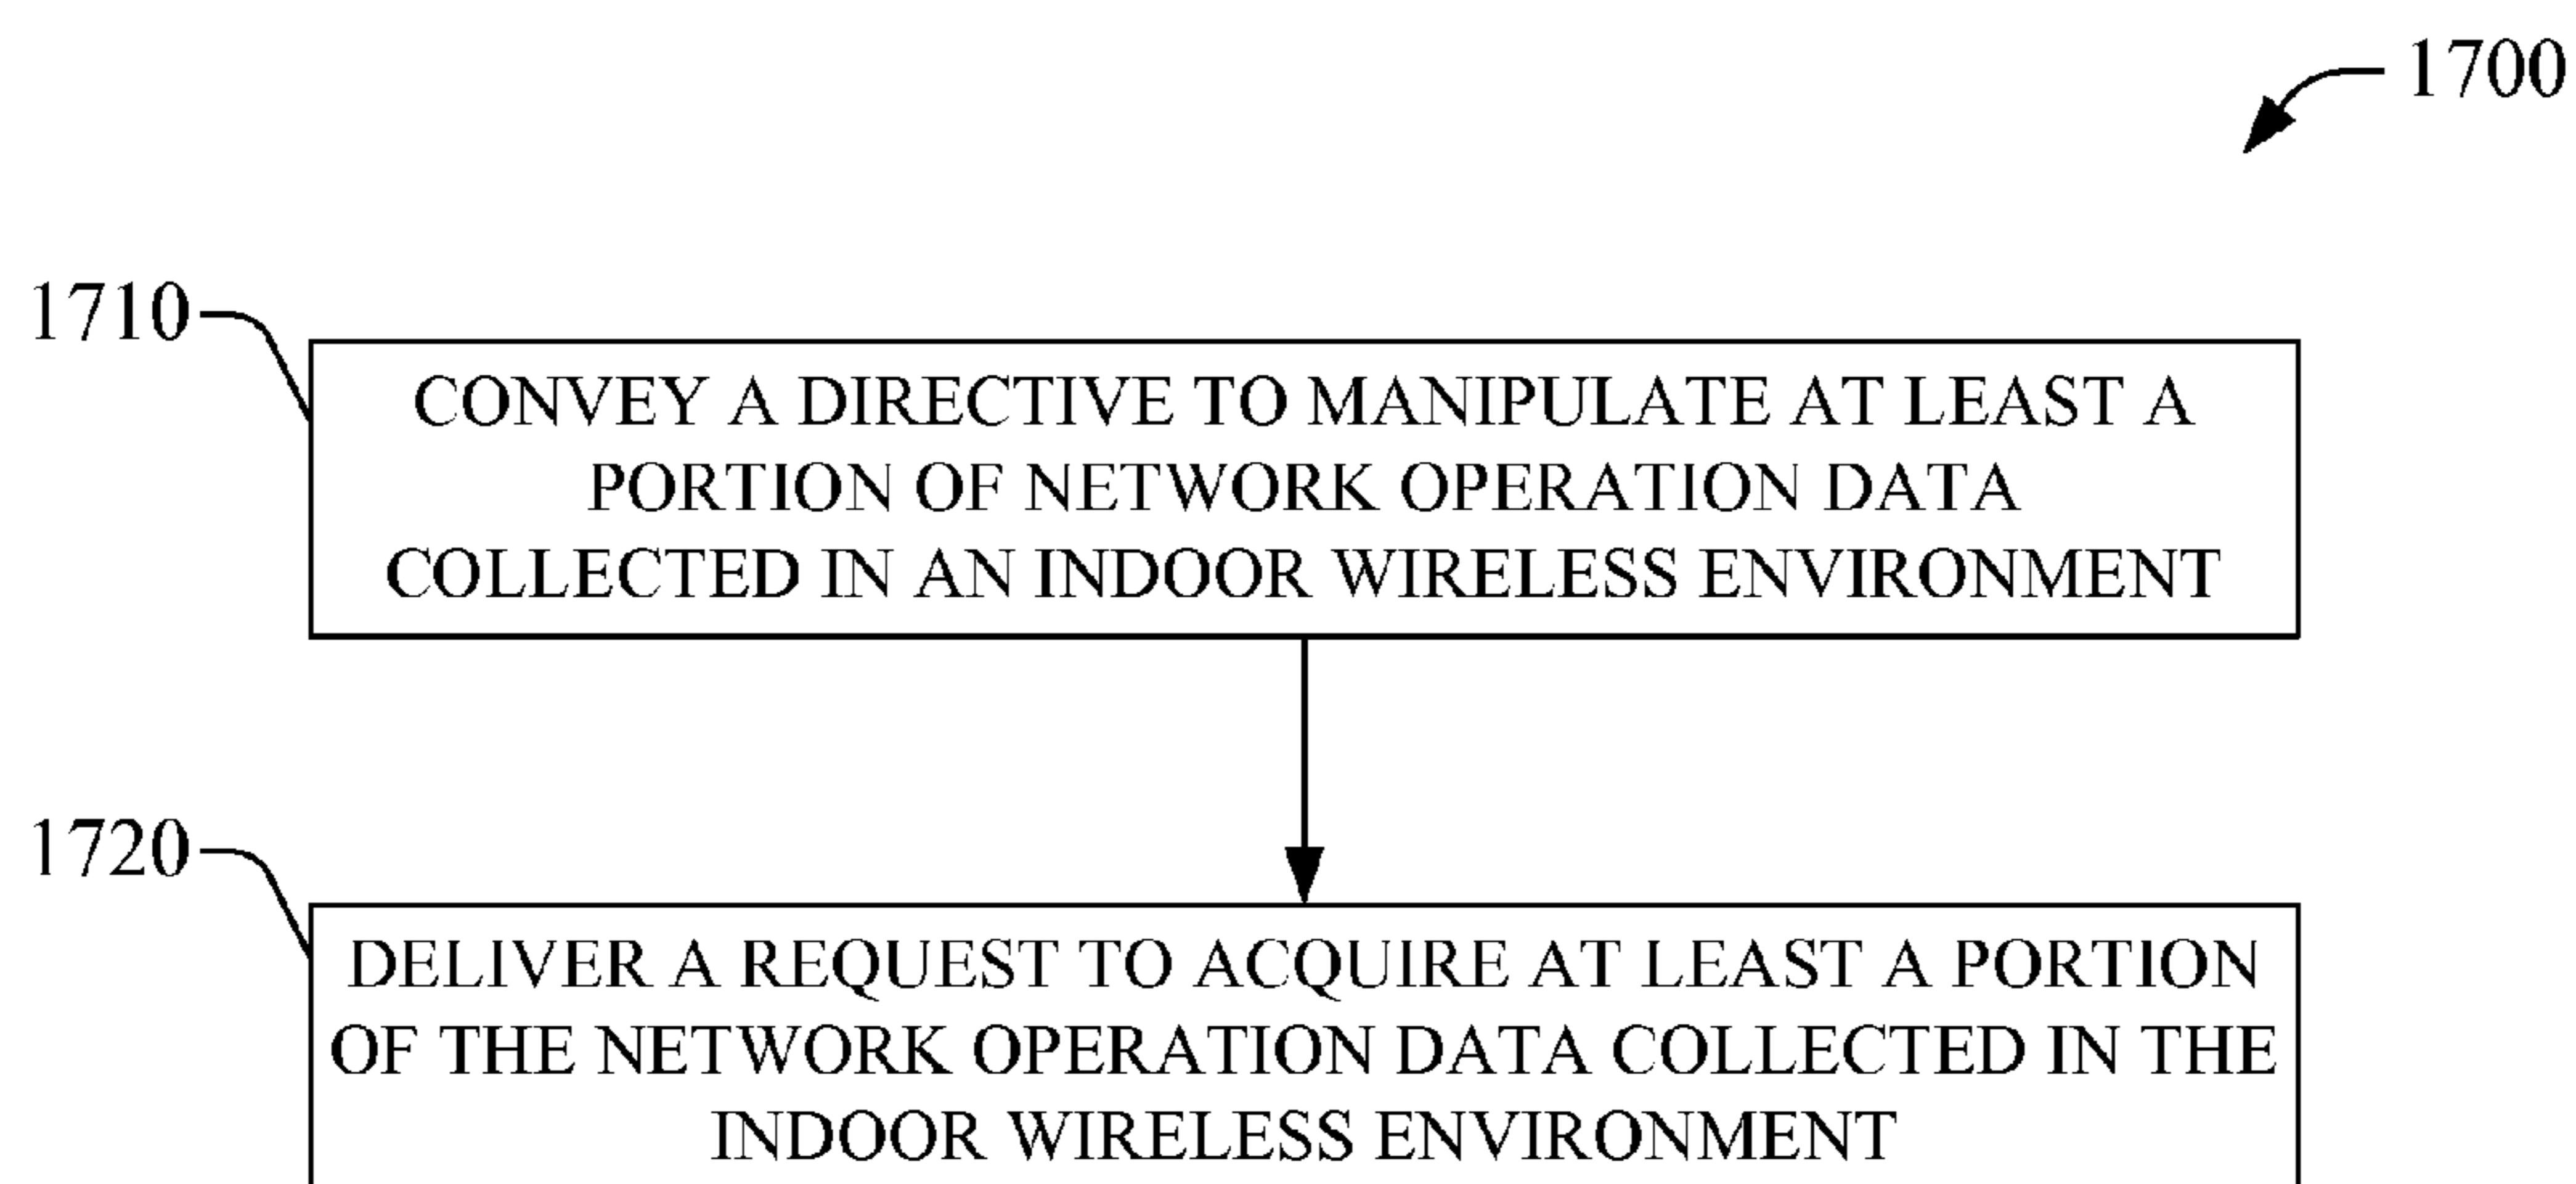 1700
1710
CONVEY A DIRECTIVE TO MANIPULATE AT LEAST A
PORTION OF NETWORK OPERATION DATA
COLLECTED IN AN INDOOR WIRELESS ENVIRONMENT
1720
DELIVER A REQUEST TO ACQUIRE AT LEAST A PORTION
OF THE NETWORK OPERATION DATA COLLECTED IN THE
INDOOR WIRELESS ENVIRONMENT